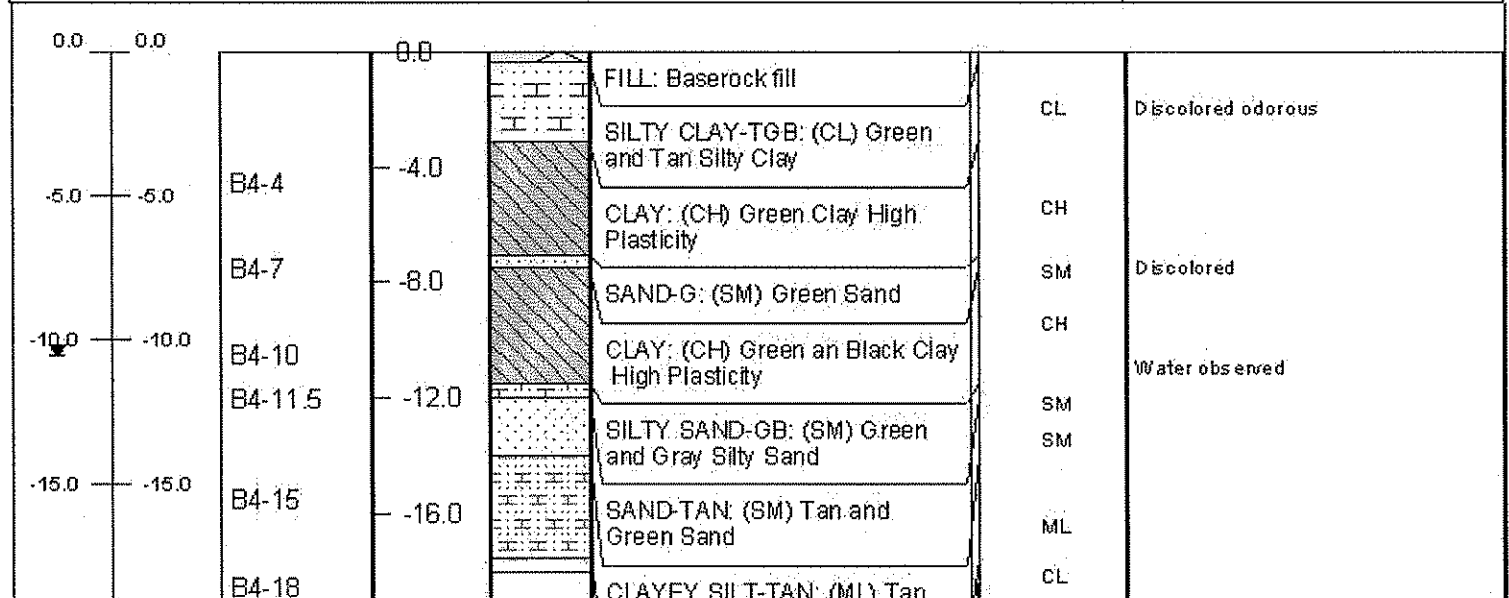 0.0 0.0 0.0
FILL: Baserock fill
CL Discolored odorous
SILTY CLAY-TGB: (CL) Green
and Tan Silty Clay
-4.0
B4-4
-5.0 -5.0
CLAY: (CH) Green Clay High
Plasticity
CH
B4-7
-8.0
SM Discolored
SAND-G: (SM) Green Sand
CH
-10.0 -10.0
B4-10
CLAY: (CH) Green an Black Clay
High Plasticity
Water observed
B4-11.5
-12.0
SM
SILTY SAND-GB: (SM) Green
and Gray Silty Sand
SM
-15.0 -15.0
B4-15
-16.0
SAND-TAN: (SM) Tan and
Green Sand
ML
CL
B4-18
CLAYEY SILT-TAN: (ML) Tan